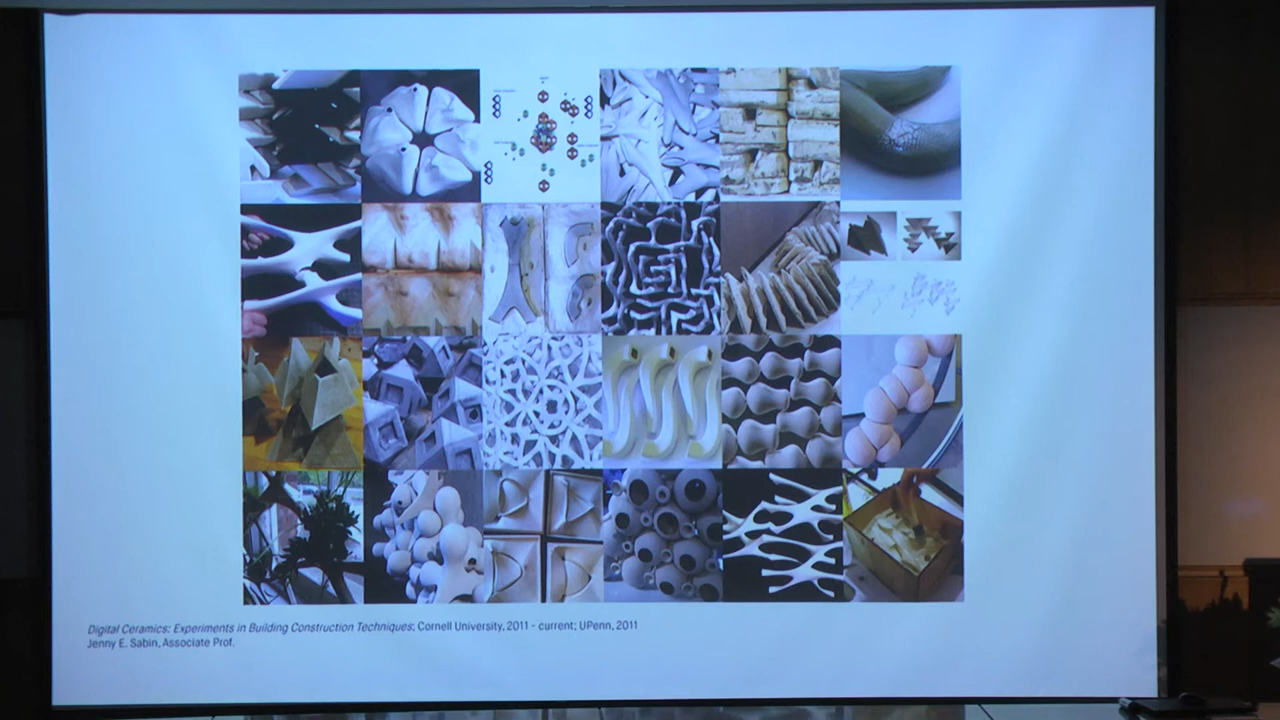 Digital Ceramics: Experiments in Building Construction Techniques; Cornell University, 2011 - current; UPenn, 2011
Jenny E. Sabin, Associate Prof.